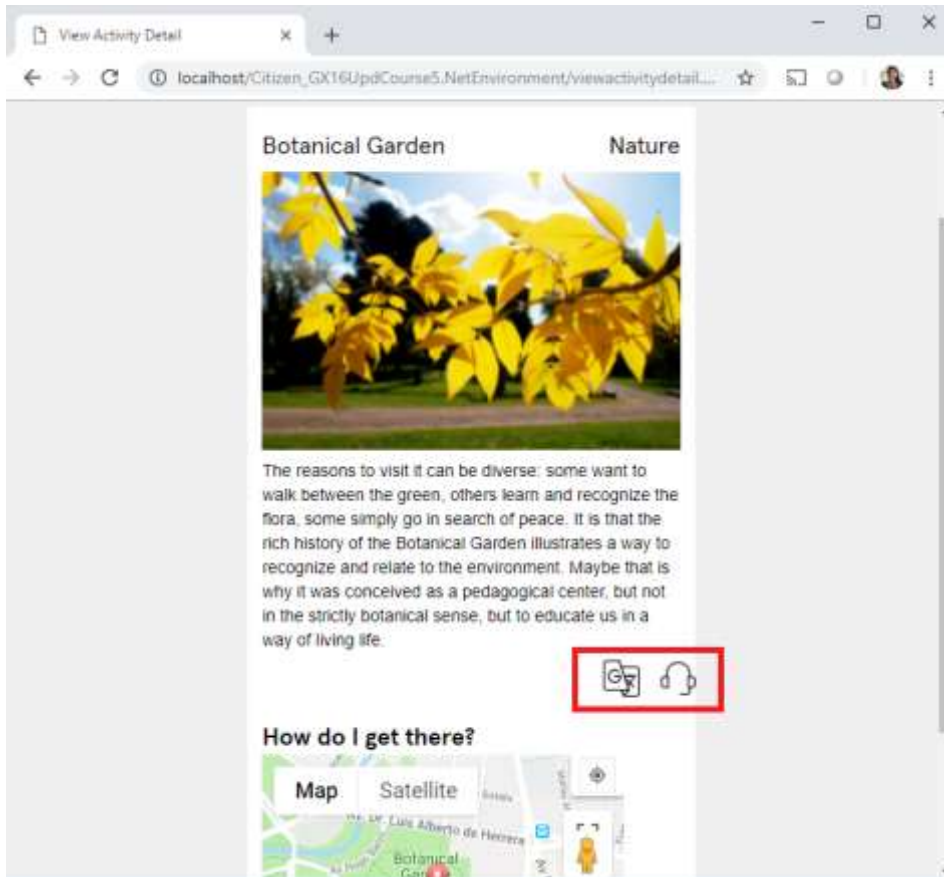 View Activity Detail
localhost/Citizen_GX16UpdCourse5.NetEnvironment/viewactivitydetail....
Botanical Garden
Nature
The reasons to visit it can be diverse: some want to
walk between the green, others learn and recognize the
flora, some simply go in search of peace. It is that the
rich history of the Botanical Garden illustrates a way to
recognize and relate to the environment. Maybe that is
why it was conceived as a pedagogical center, but not
in the strictly botanical sense, but to educate us in a
way of living life.
G
How do I get there?
Map
Satellite
Av. Dr. Luis Alberto de Herrera
Botanical